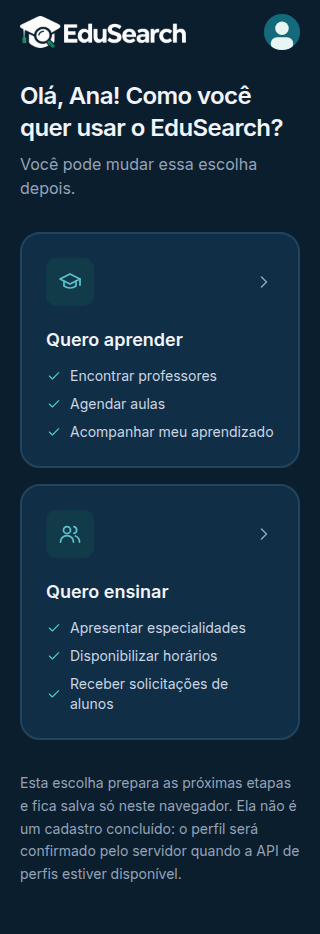 EduSearch
Olá, Ana! Como você
quer usar o EduSearch?
Você pode mudar essa escolha
depois.
Quero aprender
Encontrar professores
Agendar aulas
Acompanhar meu aprendizado
Quero ensinar
Apresentar especialidades
Disponibilizar horários
Receber solicitações de
alunos
Esta escolha prepara as próximas etapas
e fica salva só neste navegador. Ela não é
um cadastro concluído: o perfil será
confirmado pelo servidor quando a API de
perfis estiver disponível.